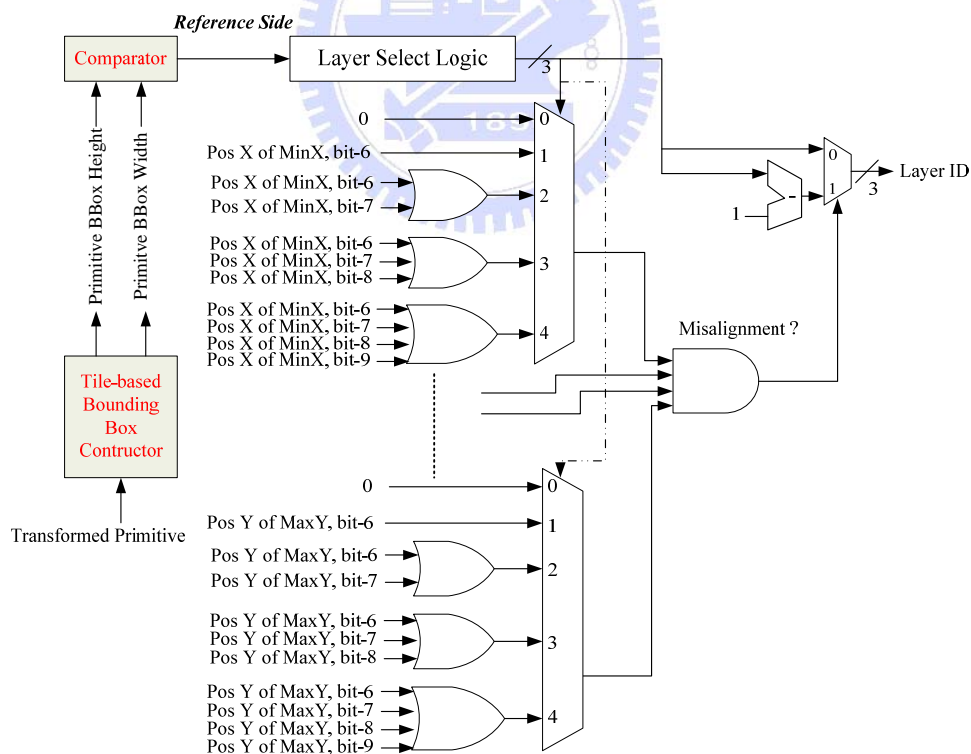 Reference Side
Comparator
Layer Select Logic
3
Primitive BBox Height
Primitve BBox Width
189
8
0
0
Pos X of MinX, bit-6
1
Pos X of MinX, bit-6
Pos X of MinX, bit-7
2
Pos X of MinX, bit-6
Pos X of MinX, bit-7
Pos X of MinX, bit-8
3
Pos X of MinX, bit-6
Pos X of MinX, bit-7
Pos X of MinX, bit-8
Pos X of MinX, bit-9
4
0
1
3
Layer ID
1
-
Misalignment ?
Tile-based
Bounding
Box
Contructor
Transformed Primitive
0
0
Pos Y of MaxY, bit-6
1
Pos Y of MaxY, bit-6
Pos Y of MaxY, bit-7
2
Pos Y of MaxY, bit-6
Pos Y of MaxY, bit-7
Pos Y of MaxY, bit-8
3
Pos Y of MaxY, bit-6
Pos Y of MaxY, bit-7
Pos Y of MaxY, bit-8
Pos Y of MaxY, bit-9
4